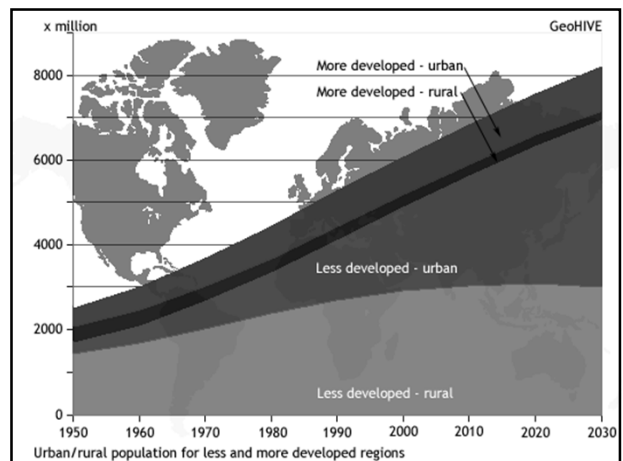 x million
GeoHIVE
8000
More developed - urban
More developed - rural
6000
4000
Less developed - urban
2000
Less developed - rural
0
1950 1960 1970 1980 1990 2000 2010 2020 2030
Urban/rural population for less and more developed regions